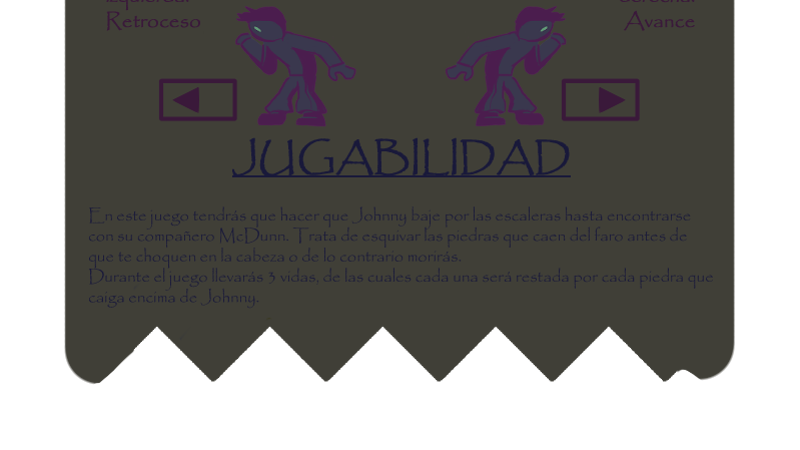 Retroceso
Avance
JUGABILIDAD
En este juego tendrás que hacer que Johnny baje por las escaleras hasta encontrarse
con su compañero McDunn. Trata de esquivar las piedras que caen del faro antes de
que te choquen en la cabeza o de lo contrario morirás.
Durante el juego llevarás 3 vidas, de las cuales cada una será restada por cada piedra que
caiga encima de Johnny.